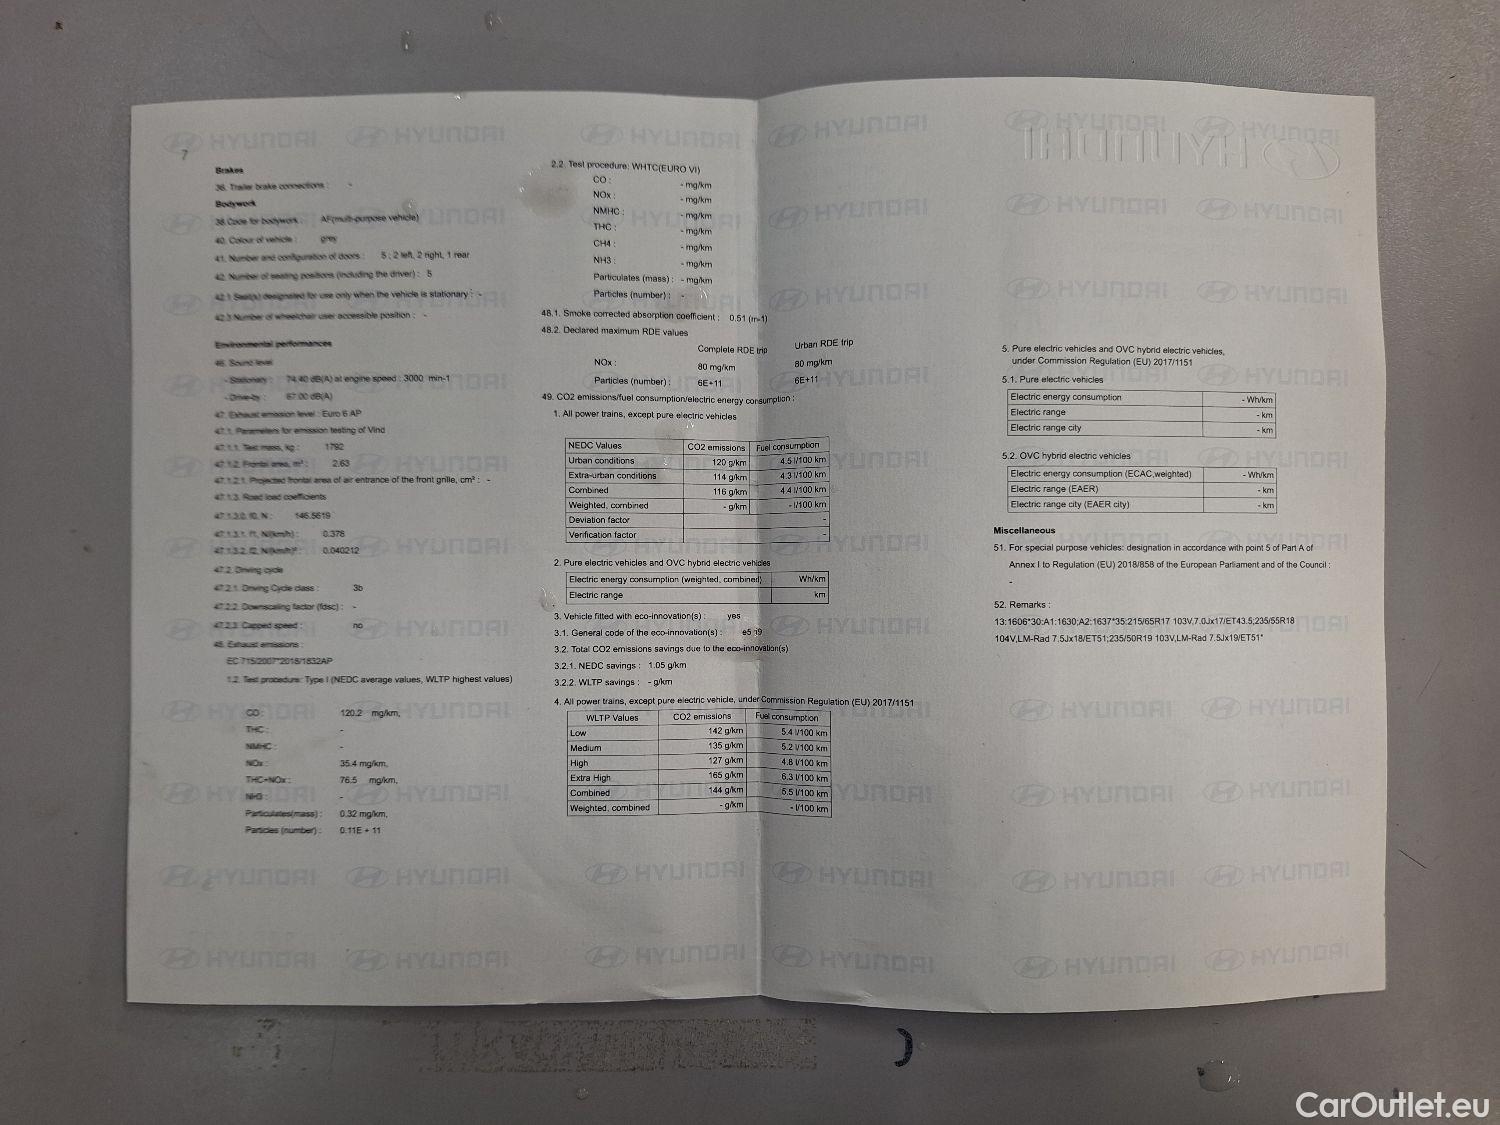 7
Brakes
36. Trailer brake connections : -
Bodywork
38.Code for bodywork : AF(multi-purpose vehicle)
40. Colour of vehicle : grey
41. Number and configuration of doors : 5 ; 2 left, 2 right, 1 rear
42. Number of seating positions (including the driver) : 5
42.1 Seat(s) designated for use only when the vehicle is stationary : -
42.3 Number of wheelchair user accessible position : -
Environmental performances
46. Sound level
- Stationary : 74.40 dB(A) at engine speed : 3000 min-1
- Drive-by : 67.00 dB(A)
47. Exhaust emission level : Euro 6 AP
47.1. Parameters for emission testing of Vind
47.1.1. Test mass, kg : 1792
47.1.2. Frontal area, m² : 2.63
47.1.2.1. Projected frontal area of air entrance of the front grille, cm² : -
47.1.3. Road load coefficients
47.1.3.0. f0, N : 146.5619
47.1.3.1. f1, N/(km/h) : 0.378
47.1.3.2. f2, N/(km/h)² : 0.040212
47.2. Driving cycle
47.2.1. Driving Cycle class : 3b
47.2.2. Downscaling factor (fdsc) : -
47.2.3. Capped speed : no
48. Exhaust emissions :
EC 715/2007*2018/1832AP
1.2. Test procedure: Type I (NEDC average values, WLTP highest values)
CO : 120.2 mg/km,
THC : -
NMHC : -
NOx : 35.4 mg/km,
THC+NOx : 76.5 mg/km,
NH3 : -
Particulates(mass) : 0.32 mg/km,
Particles (number) : 0.11E + 11
2.2. Test procedure: WHTC(EURO VI)
CO : - mg/km
NOx : - mg/km
NMHC : - mg/km
THC : - mg/km
CH4 : - mg/km
NH3 : - mg/km
Particulates (mass) : - mg/km
Particles (number) : -
48.1. Smoke corrected absorption coefficient : 0.51 (m-1)
48.2. Declared maximum RDE values
Complete RDE trip Urban RDE trip
NOx : 80 mg/km 80 mg/km
Particles (number) : 6E+11 6E+11
49. CO2 emissions/fuel consumption/electric energy consumption :
1. All power trains, except pure electric vehicles
NEDC Values CO2 emissions Fuel consumption
Urban conditions 120 g/km 4.5 l/100 km
Extra-urban conditions 114 g/km 4.3 l/100 km
Combined 116 g/km 4.4 l/100 km
Weighted, combined - g/km - l/100 km
Deviation factor -
Verification factor -
2. Pure electric vehicles and OVC hybrid electric vehicles
Electric energy consumption (weighted, combined) Wh/km
Electric range km
3. Vehicle fitted with eco-innovation(s) : yes
3.1. General code of the eco-innovation(s) : e5 i9
3.2. Total CO2 emissions savings due to the eco-innovation(s)
3.2.1. NEDC savings : 1.05 g/km
3.2.2. WLTP savings : - g/km
4. All power trains, except pure electric vehicle, under Commission Regulation (EU) 2017/1151
WLTP Values CO2 emissions Fuel consumption
Low 142 g/km 5.4 l/100 km
Medium 135 g/km 5.2 l/100 km
High 127 g/km 4.8 l/100 km
Extra High 165 g/km 6.3 l/100 km
Combined 144 g/km 5.5 l/100 km
Weighted, combined - g/km - l/100 km
HYUNDAI
5. Pure electric vehicles and OVC hybrid electric vehicles,
under Commission Regulation (EU) 2017/1151
5.1. Pure electric vehicles
Electric energy consumption - Wh/km
Electric range - km
Electric range city - km
5.2. OVC hybrid electric vehicles
Electric energy consumption (ECAC,weighted) - Wh/km
Electric range (EAER) - km
Electric range city (EAER city) - km
Miscellaneous
51. For special purpose vehicles: designation in accordance with point 5 of Part A of
Annex I to Regulation (EU) 2018/858 of the European Parliament and of the Council :
-
52. Remarks :
13:1606*30:A1:1630;A2:1637*35:215/65R17 103V,7.0Jx17/ET43.5;235/55R18
104V,LM-Rad 7.5Jx18/ET51;235/50R19 103V,LM-Rad 7.5Jx19/ET51*
CarOutlet.eu